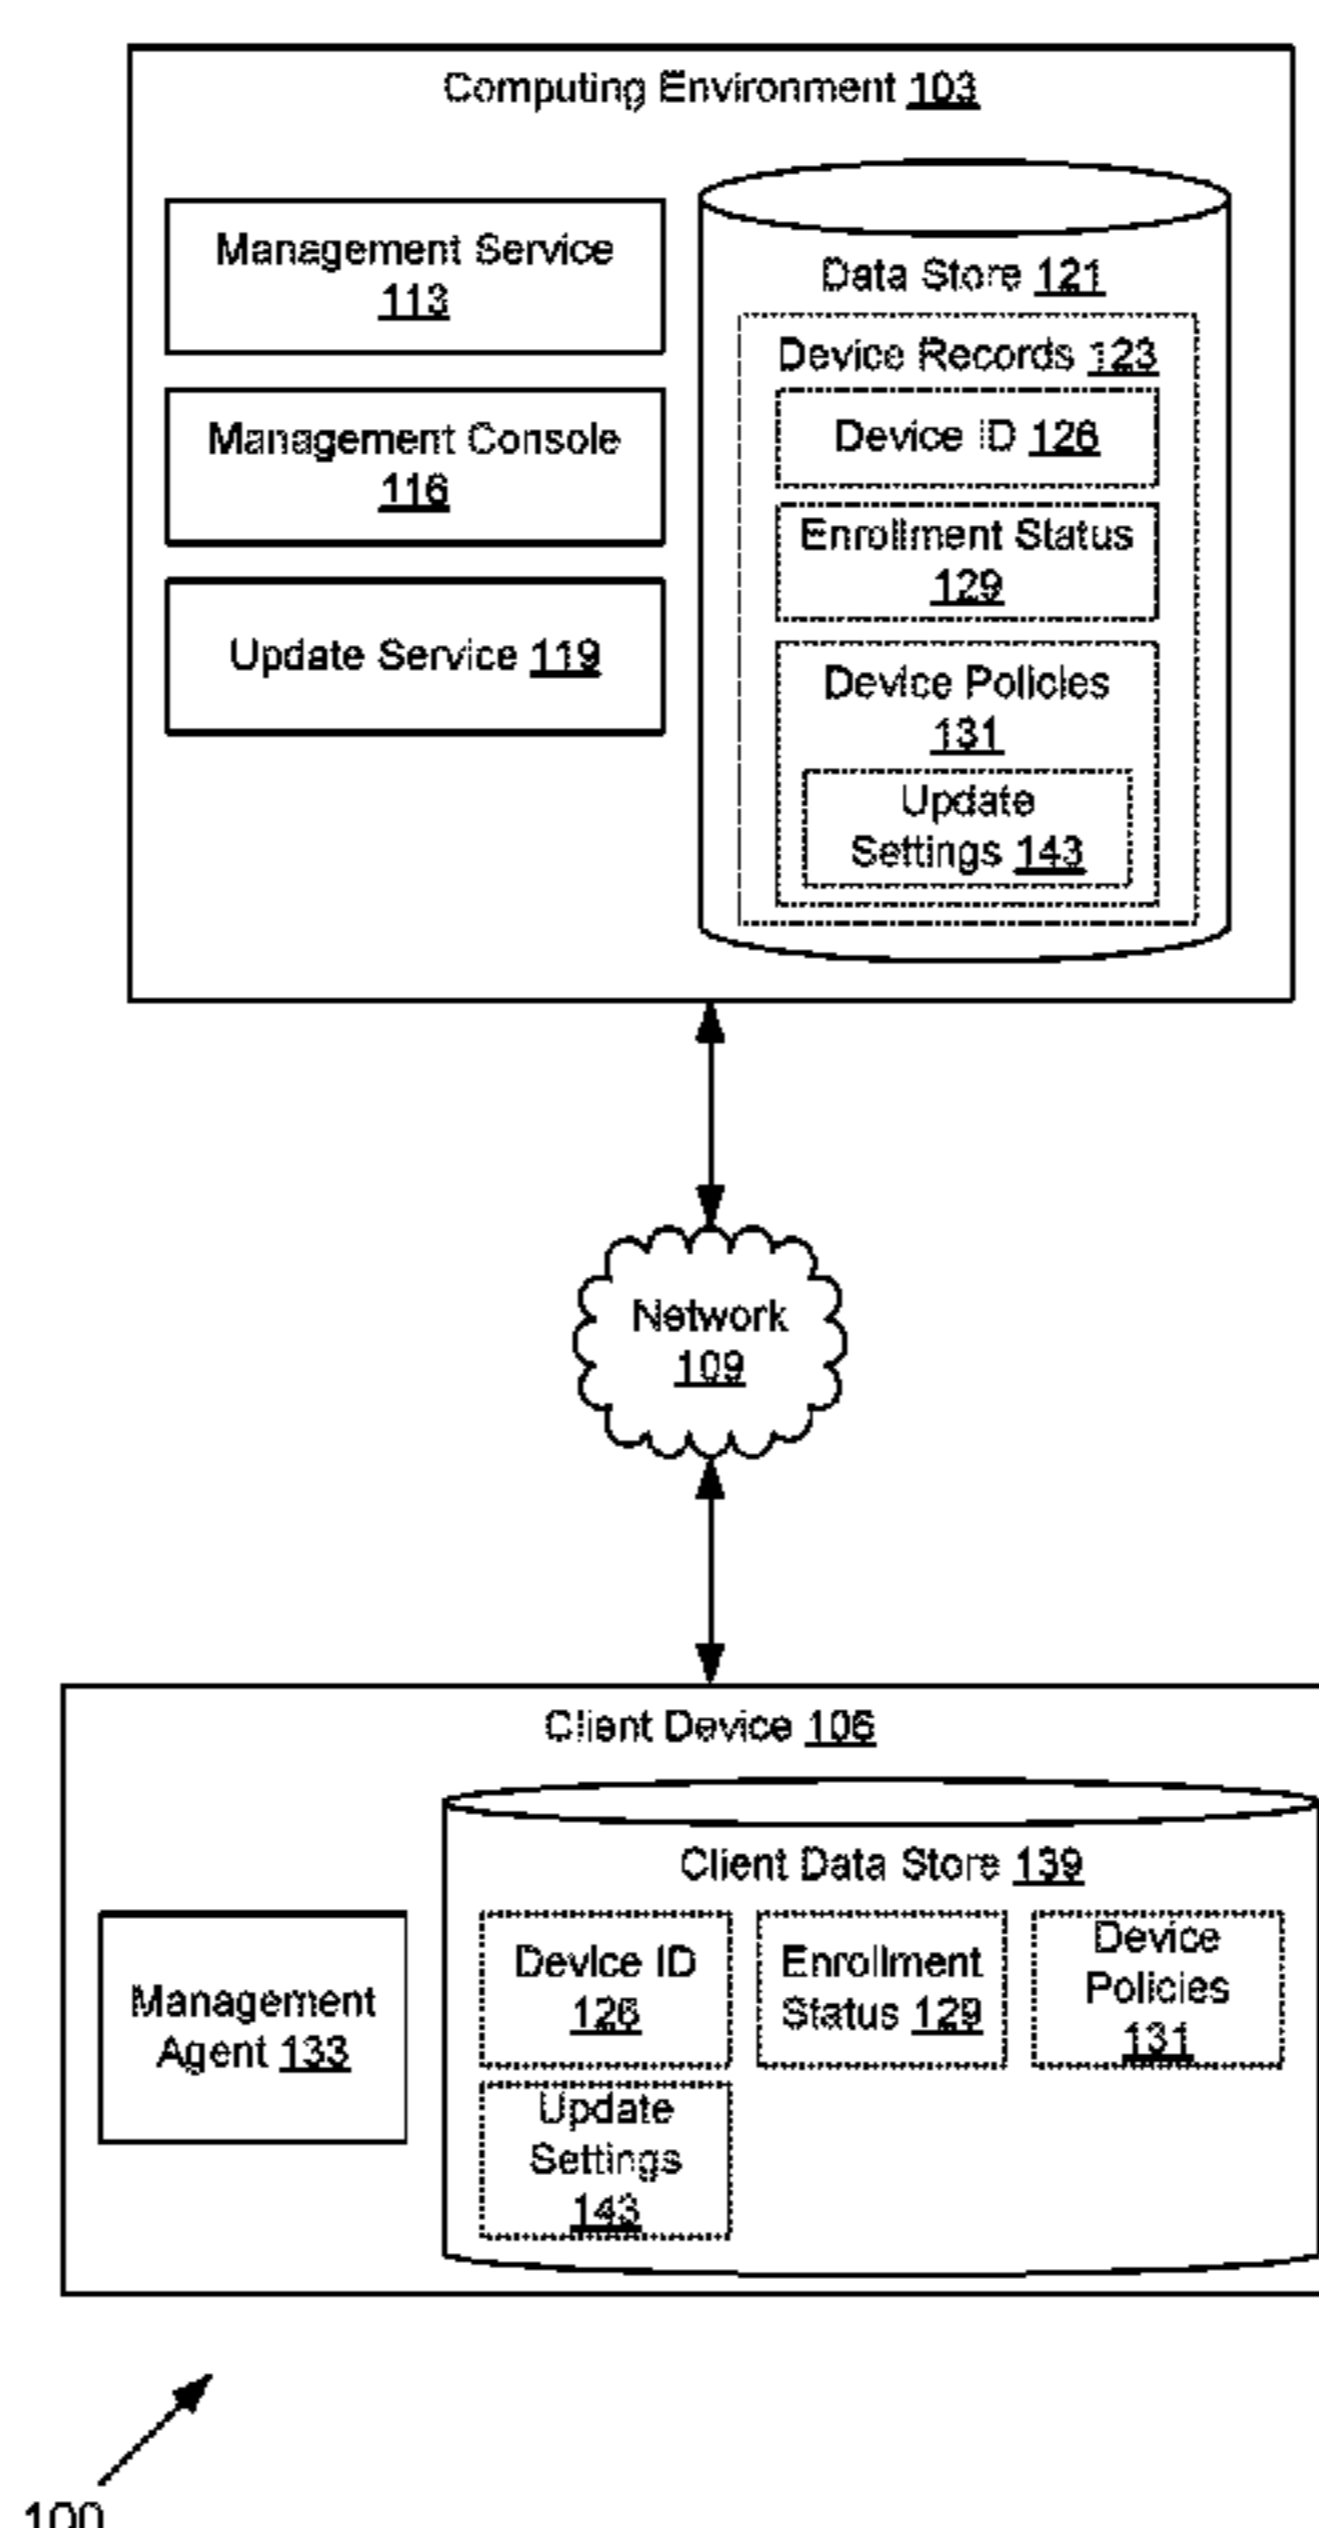 Computing Environment 103
Management Service
113
Management Console
116
Update Service 119
Data Store 121
Device Records 123
Device ID 126
Enrollment Status
129
Device Policies
131
Update
Settings 143
Network
109
Client Device 106
Client Data Store 139
Management
Agent 133
Device ID
126
Enrollment
Status 129
Device
Policies
131
Update
Settings
143
100